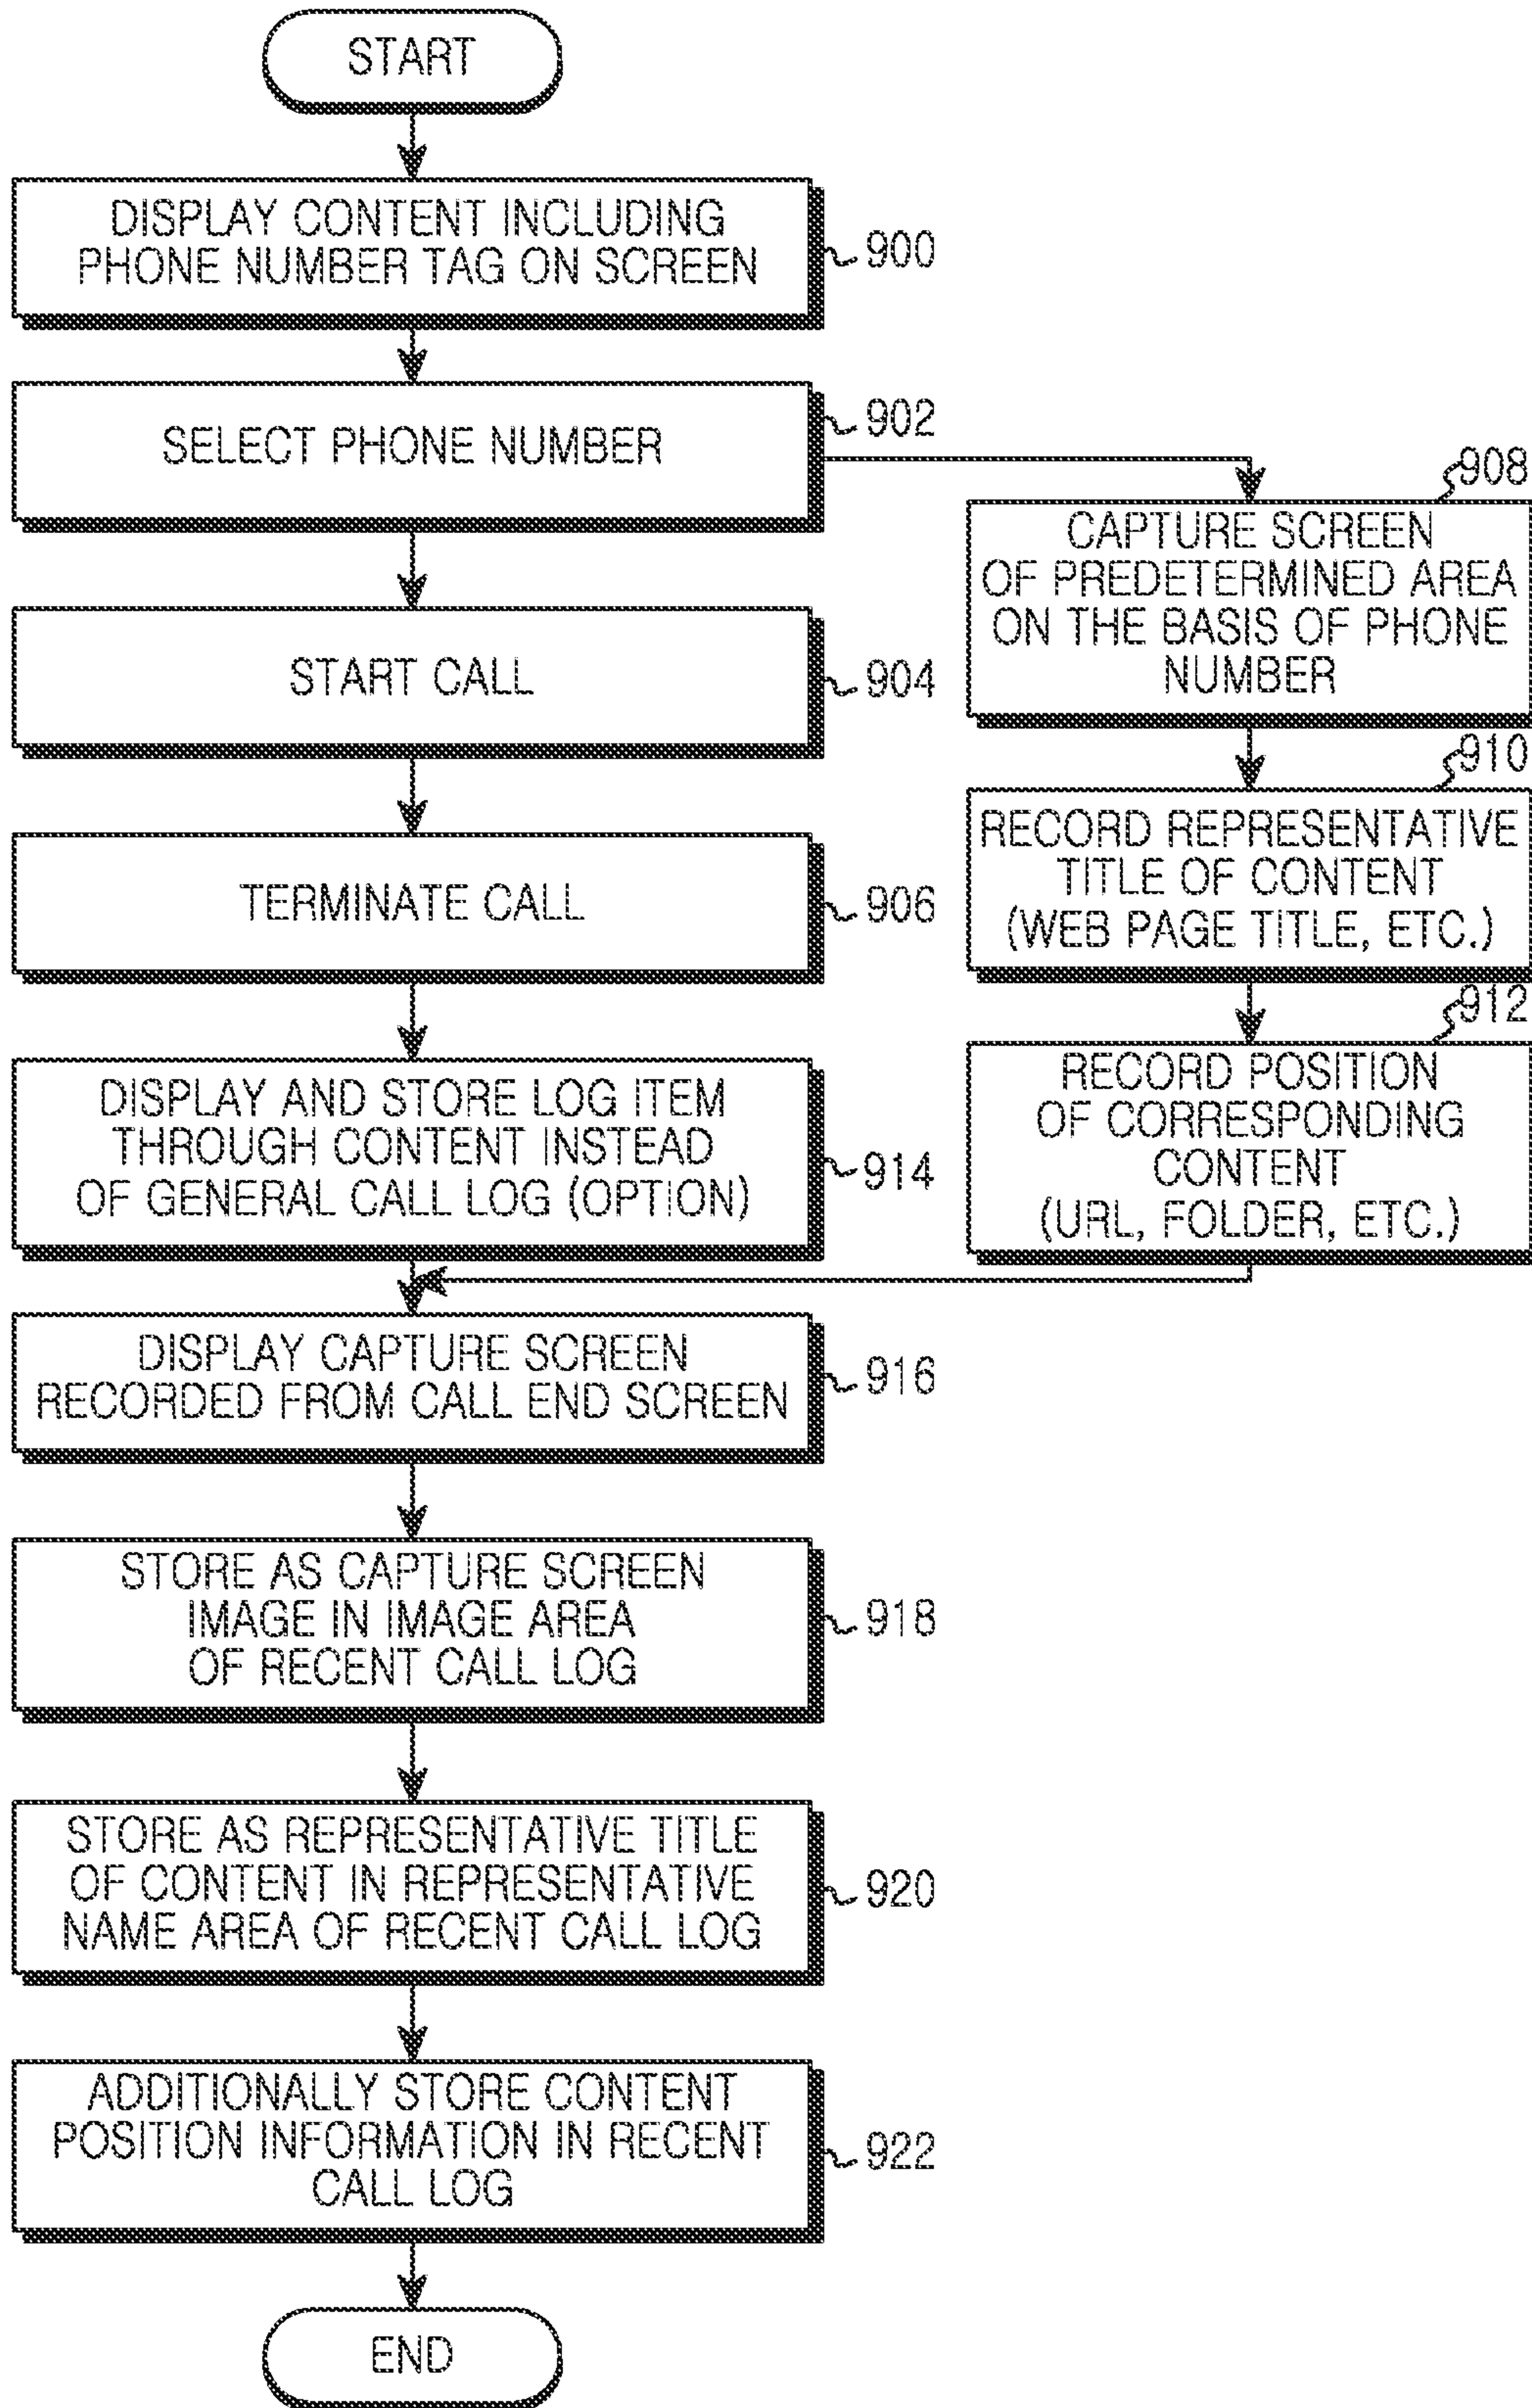 START
DISPLAY CONTENT INCLUDING
PHONE NUMBER TAG ON SCREEN
900
SELECT PHONE NUMBER
902
908
CAPTURE SCREEN
OF PREDETERMINED AREA
ON THE BASIS OF PHONE
NUMBER
START CALL
904
910
RECORD REPRESENTATIVE
TITLE OF CONTENT
(WEB PAGE TITLE, ETC.)
TERMINATE CALL
906
912
RECORD POSITION
OF CORRESPONDING
CONTENT
(URL, FOLDER, ETC.)
DISPLAY AND STORE LOG ITEM
THROUGH CONTENT INSTEAD
OF GENERAL CALL LOG (OPTION)
914
DISPLAY CAPTURE SCREEN
RECORDED FROM CALL END SCREEN
916
STORE AS CAPTURE SCREEN
IMAGE IN IMAGE AREA
OF RECENT CALL LOG
918
STORE AS REPRESENTATIVE TITLE
OF CONTENT IN REPRESENTATIVE
NAME AREA OF RECENT CALL LOG
920
ADDITIONALLY STORE CONTENT
POSITION INFORMATION IN RECENT
CALL LOG
922
END